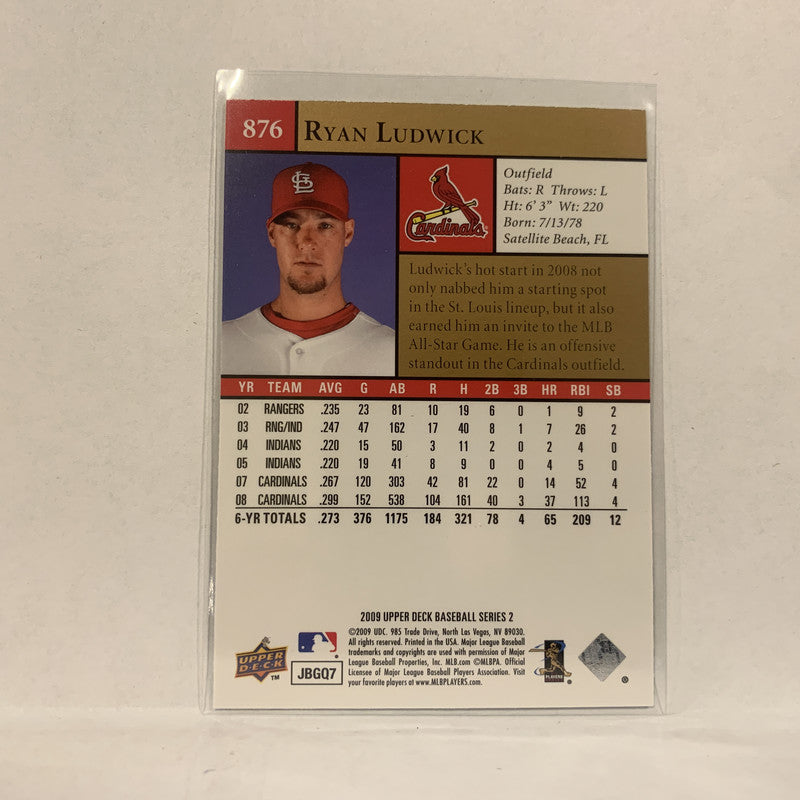 876 RYAN LUDWICK
StL
Cardinals
Outfield
Bats: R Throws: L
Ht: 6' 3" Wt: 220
Born: 7/13/78
Satellite Beach, FL
Ludwick's hot start in 2008 not
only nabbed him a starting spot
in the St. Louis lineup, but it also
earned him an invite to the MLB
All-Star Game. He is an offensive
standout in the Cardinals outfield.
YR TEAM AVG G AB R H 2B 3B HR RBI SB
02 RANGERS .235 23 81 10 19 6 0 1 9 2
03 RNG/IND .247 47 162 17 40 8 1 7 26 2
04 INDIANS .220 15 50 3 11 2 0 2 4 0
05 INDIANS .220 19 41 8 9 0 0 4 5 0
07 CARDINALS .267 120 303 42 81 22 0 14 52 4
08 CARDINALS .299 152 538 104 161 40 3 37 113 4
6-YR TOTALS .273 376 1175 184 321 78 4 65 209 12
2009 UPPER DECK BASEBALL SERIES 2
©2009 UDC. 985 Trade Drive, North Las Vegas, NV 89030.
All rights reserved. Printed in the USA. Major League Baseball
trademarks and copyrights are used with permission of Major
League Baseball Properties, Inc. MLB.com ©MLBPA. Official
Licensee of Major League Baseball Players Association. Visit
your favorite players at www.MLBPLAYERS.com
UPPER
DECK
TM
JBGQ7
PLAYERS
®